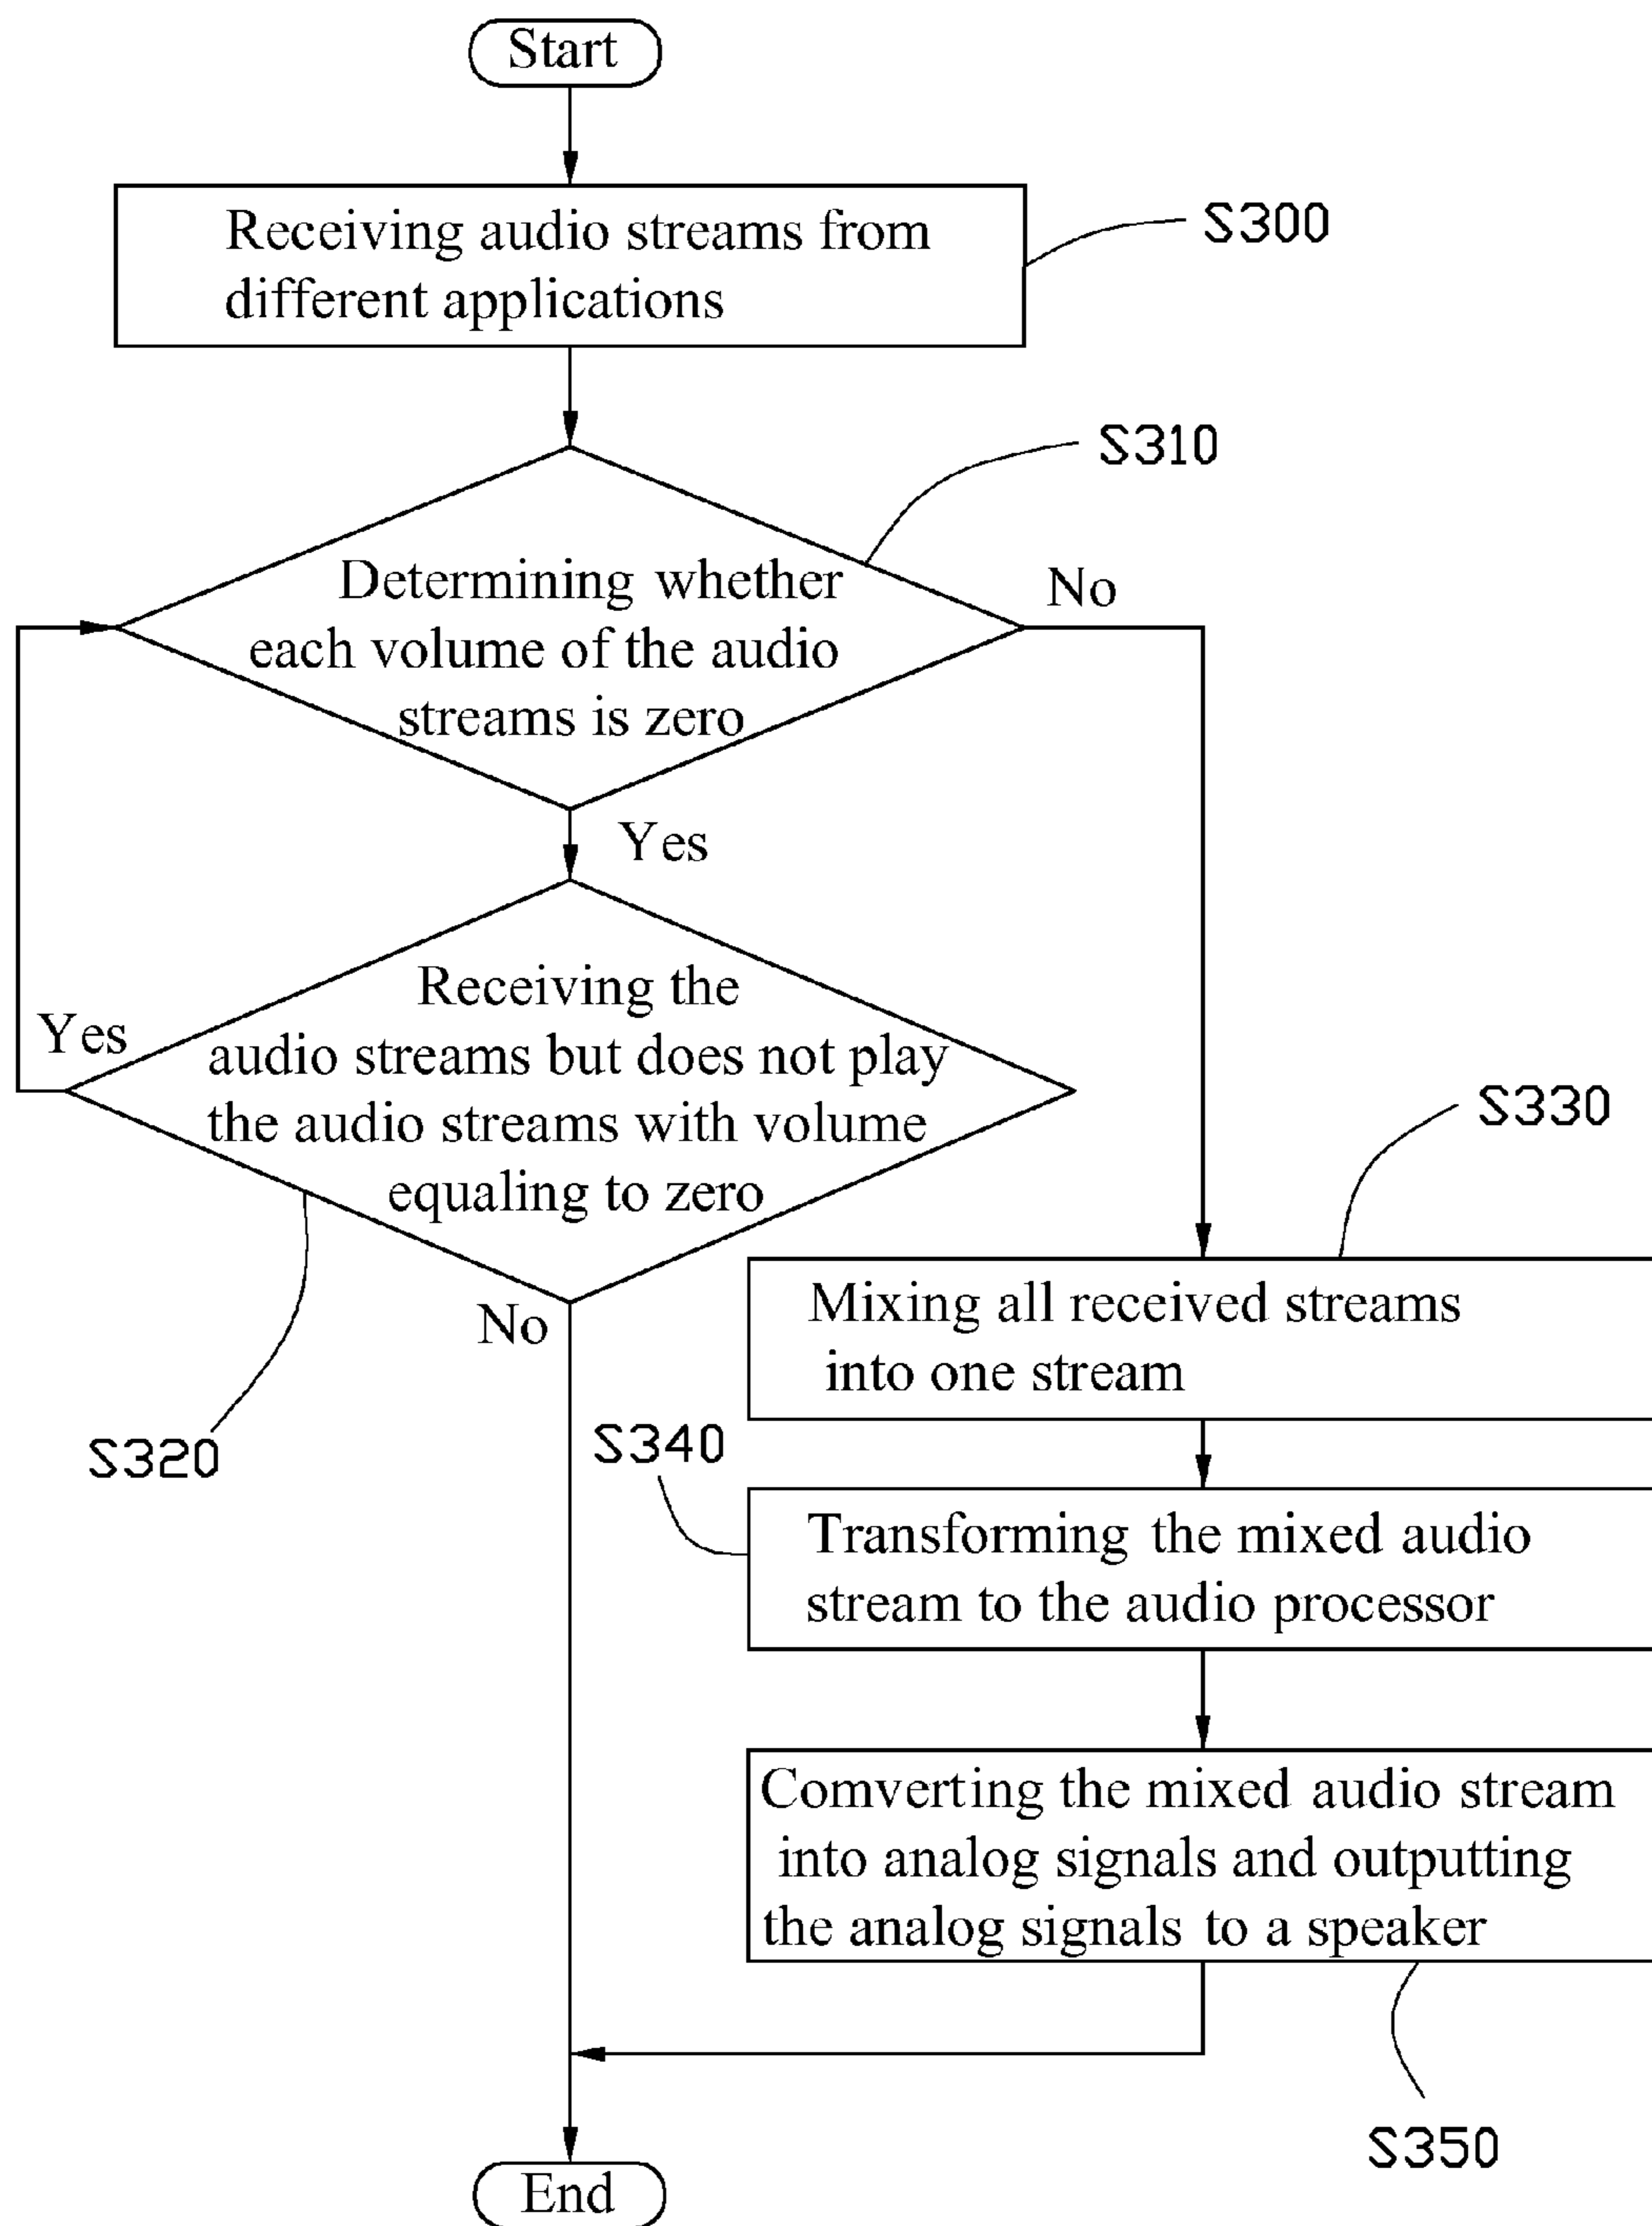 Start
Receiving audio streams from
different applications
S300
S310
Determining whether
each volume of the audio
streams is zero
No
Yes
Receiving the
audio streams but does not play
the audio streams with volume
equaling to zero
Yes
No
S320
S330
Mixing all received streams
into one stream
S340
Transforming the mixed audio
stream to the audio processor
Comverting the mixed audio stream
into analog signals and outputting
the analog signals to a speaker
S350
End